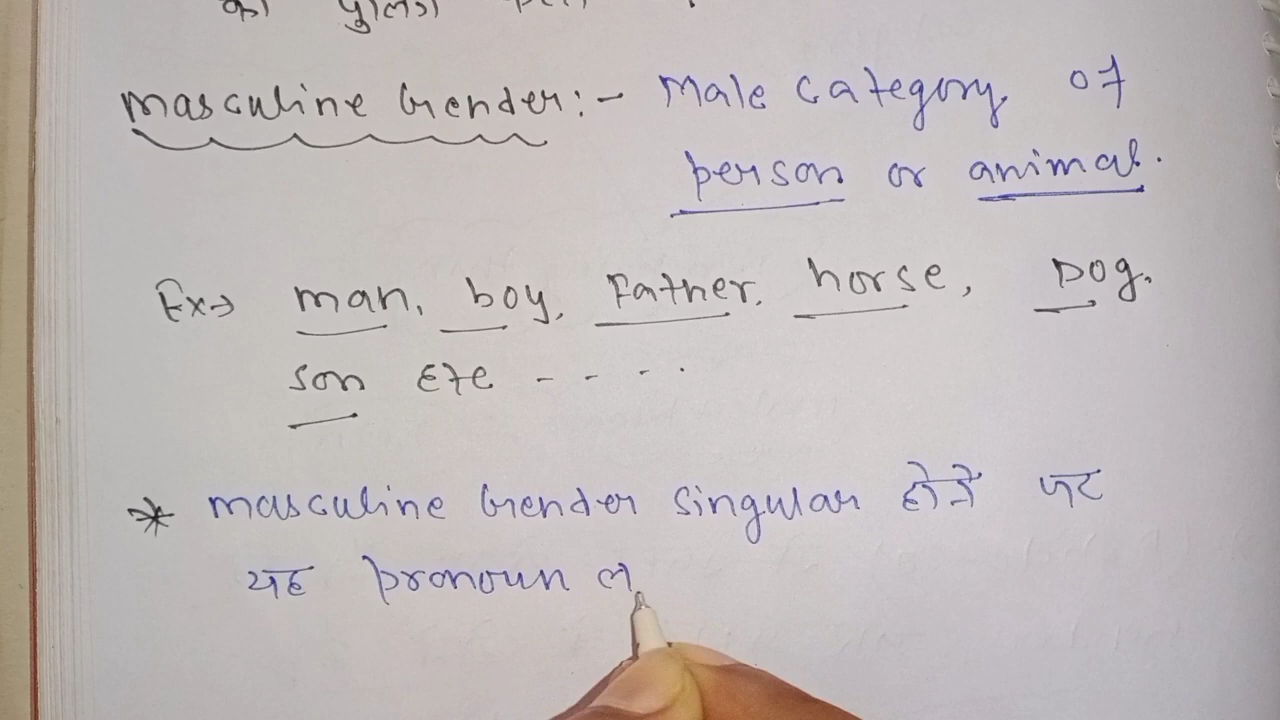 को पुल्लिंग
masculine Gender:- Male category of
person or animal.
Ex→ man, boy, Father, horse, Dog,
son etc - - - -
* masculine Gender singular होने पर
यह pronoun